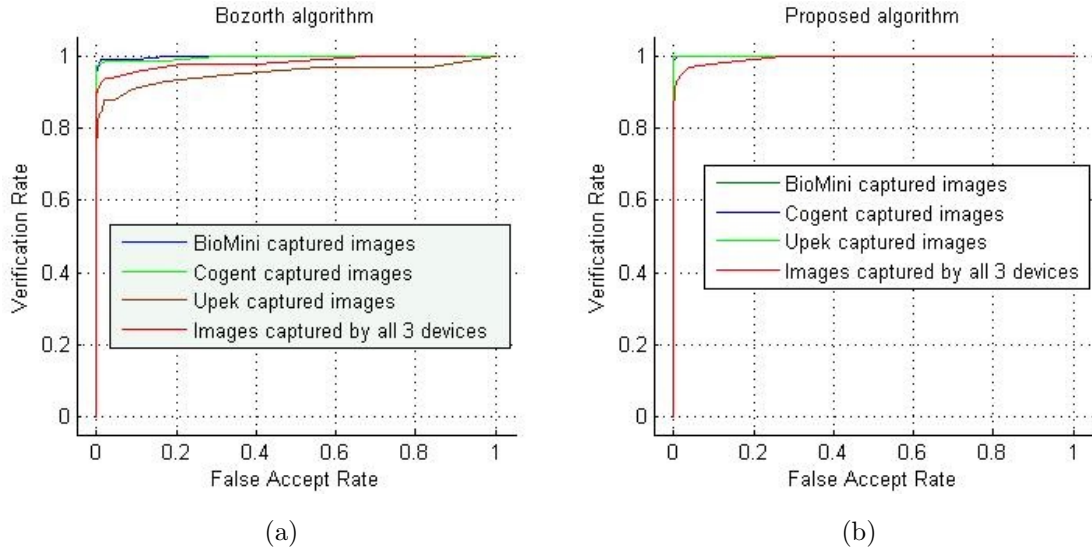 Bozorth algorithm
1
0.8
0.6
0.4
0.2
0
Verification Rate
BioMini captured images
Cogent captured images
Upek captured images
Images captured by all 3 devices
0 0.2 0.4 0.6 0.8 1
False Accept Rate
(a)
Proposed algorithm
1
0.8
0.6
0.4
0.2
0
Verification Rate
BioMini captured images
Cogent captured images
Upek captured images
Images captured by all 3 devices
0 0.2 0.4 0.6 0.8 1
False Accept Rate
(b)